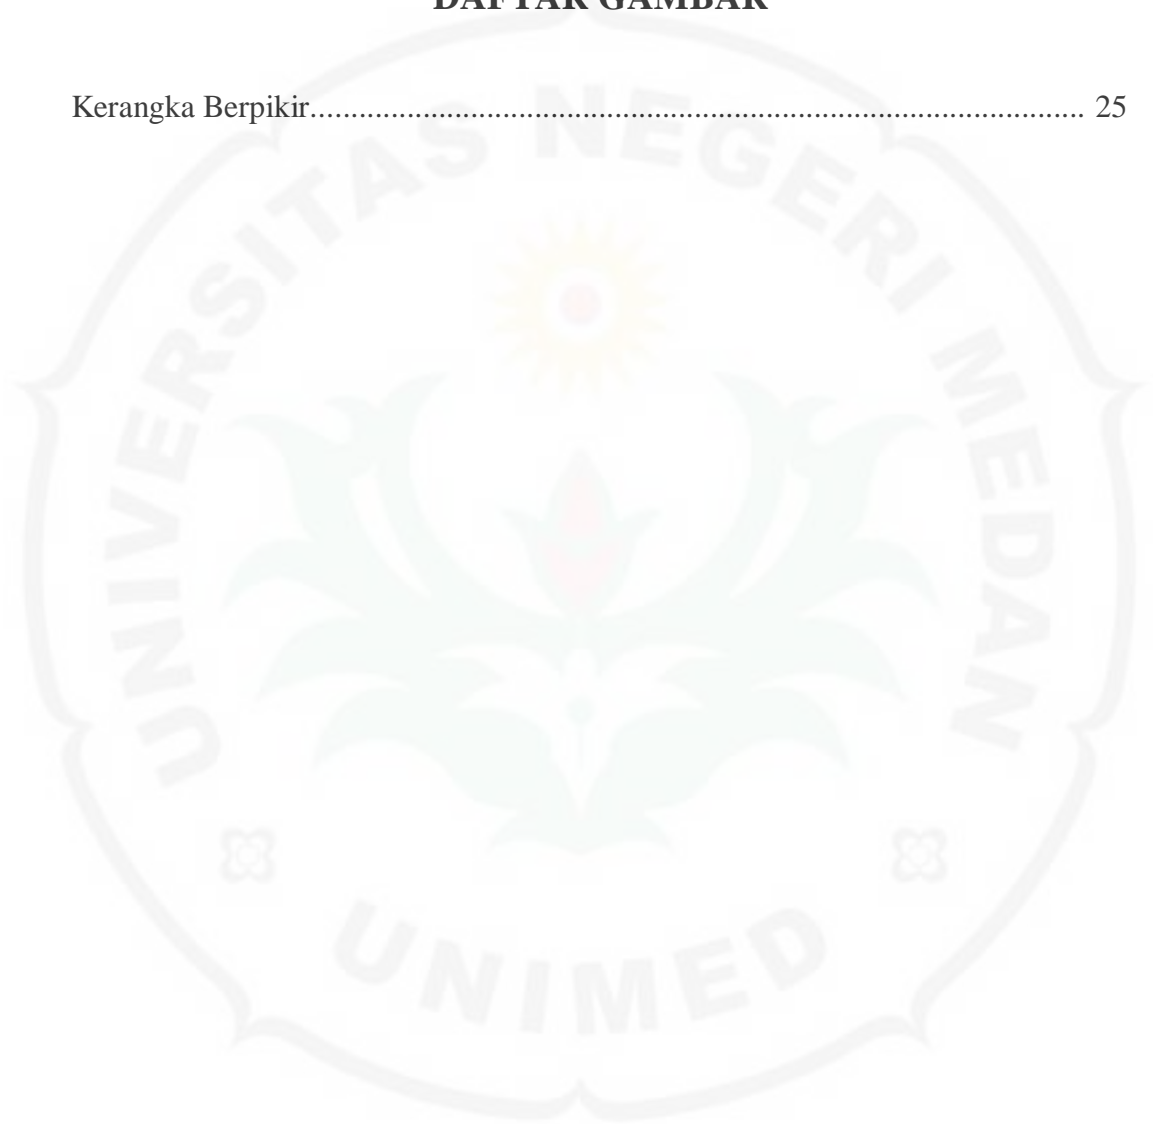 DAFTAR GAMBAR
Kerangka Berpikir................................................................................................ 25
UNIVERSITAS NEGERI MEDAN
UNIMED